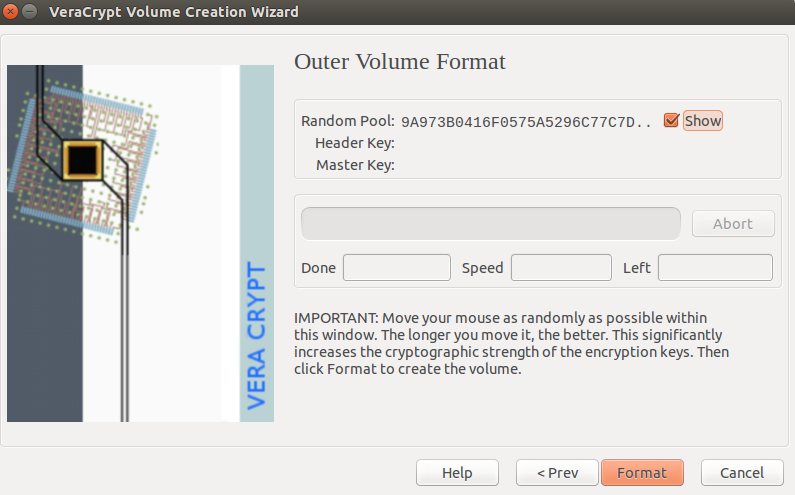 VeraCrypt Volume Creation Wizard
Outer Volume Format
Random Pool: 9A973B0416F0575A5296C77C7D.. Show
Header Key:
Master Key:
Abort
Done Speed Left
IMPORTANT: Move your mouse as randomly as possible within
this window. The longer you move it, the better. This significantly
increases the cryptographic strength of the encryption keys. Then
click Format to create the volume.
VERA CRYPT
Help < Prev Format Cancel